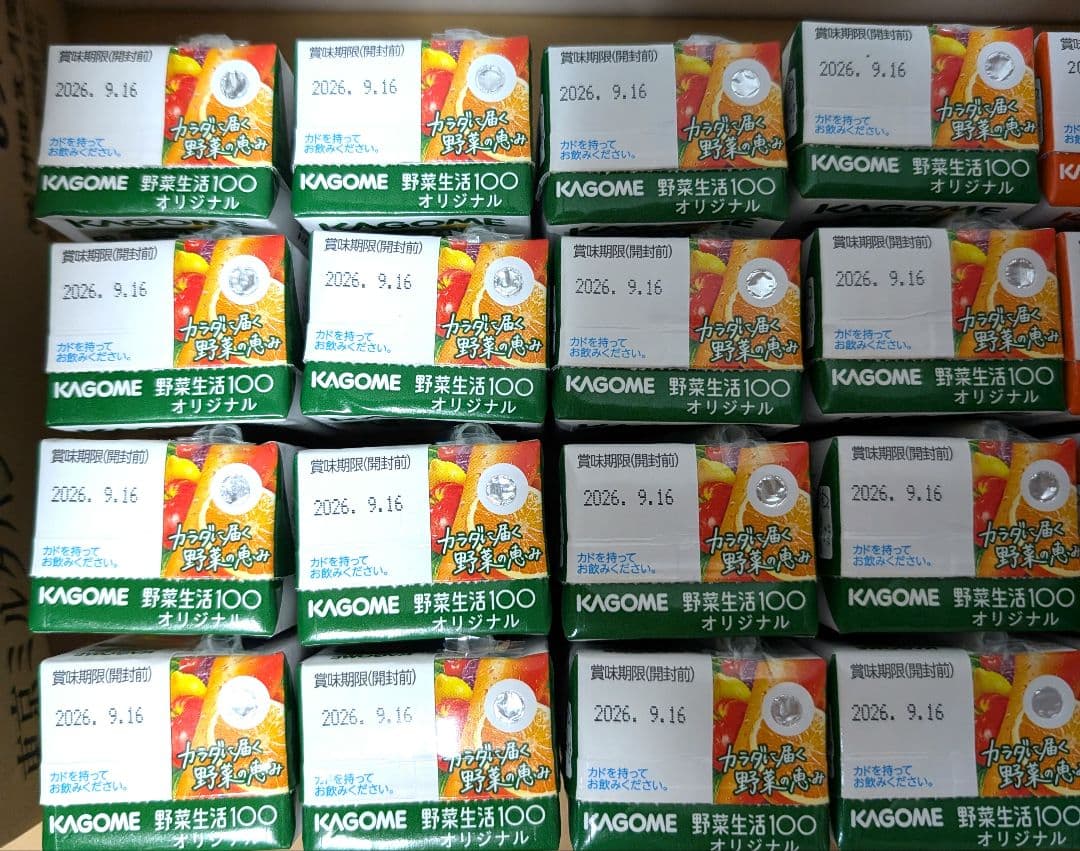 賞味期限(開封前)
2026. 9.16
カドを持って
お飲みください。
カラダに届く
野菜の恵み
KAGOME 野菜生活100
オリジナル
賞味期限(開封前)
2026. 9.16
カドを持って
お飲みください。
カラダに届く
野菜の恵み
KAGOME 野菜生活100
オリジナル
賞味期限(開封前)
2026. 9.16
カドを持って
お飲みください。
カラダに届く
野菜の恵み
KAGOME 野菜生活100
オリジナル
賞味期限(開封前)
2026. 9.16
カドを持って
お飲みください。
カラダに届く
野菜の恵み
KAGOME 野菜生活100
オリジナル
賞味期限(開封前)
2026. 9.16
カドを持って
お飲みください。
カラダに届く
野菜の恵み
KAGOME 野菜生活100
オリジナル
賞味期限(開封前)
2026. 9.16
カドを持って
お飲みください。
カラダに届く
野菜の恵み
KAGOME 野菜生活100
オリジナル
賞味期限(開封前)
2026. 9.16
カドを持って
お飲みください。
カラダに届く
野菜の恵み
KAGOME 野菜生活100
オリジナル
賞味期限(開封前)
2026. 9.16
カドを持って
お飲みください。
カラダに届く
野菜の恵み
KAGOME 野菜生活100
オリジナル
賞味期限(開封前)
2026. 9.16
カドを持って
お飲みください。
カラダに届く
野菜の恵み
KAGOME 野菜生活100
オリジナル
賞味期限(開封前)
2026. 9.16
カドを持って
お飲みください。
カラダに届く
野菜の恵み
KAGOME 野菜生活100
オリジナル
賞味期限(開封前)
2026. 9.16
カドを持って
お飲みください。
カラダに届く
野菜の恵み
KAGOME 野菜生活100
オリジナル
賞味期限(開封前)
2026. 9.16
カドを持って
お飲みください。
カラダに届く
野菜の恵み
KAGOME 野菜生活100
オリジナル
賞味期限(開封前)
2026. 9.16
カドを持って
お飲みください。
カラダに届く
野菜の恵み
KAGOME 野菜生活100
オリジナル
賞味期限(開封前)
2026. 9.16
カドを持って
お飲みください。
カラダに届く
野菜の恵み
KAGOME 野菜生活100
オリジナル
賞味期限(開封前)
2026. 9.16
カドを持って
お飲みください。
カラダに届く
野菜の恵み
KAGOME 野菜生活100
オリジナル
賞味期限(開封前)
2026. 9.16
カドを持って
お飲みください。
カラダに届く
野菜の恵み
KAGOME 野菜生活100
オリジナル